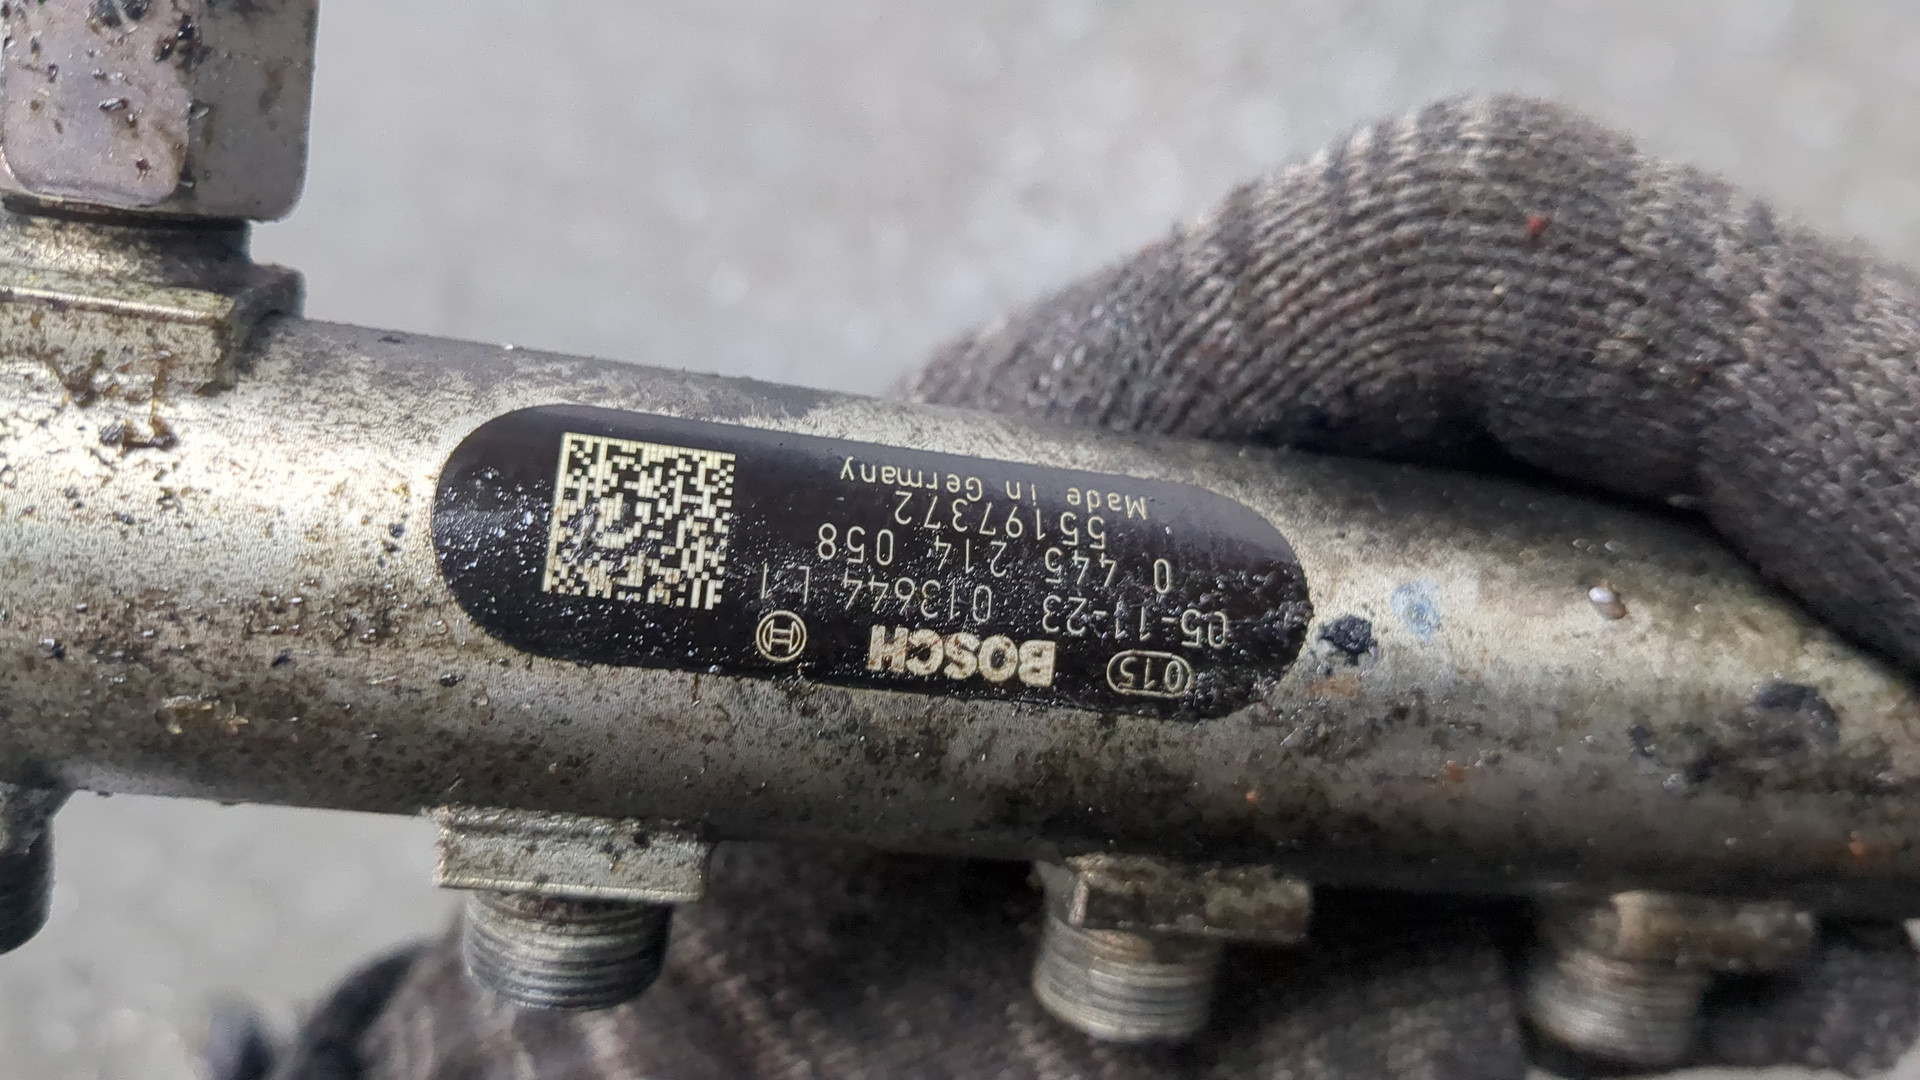 015 BOSCH
05-11-23 013644 L1
0 445 214 058
55197372
Made in Germany